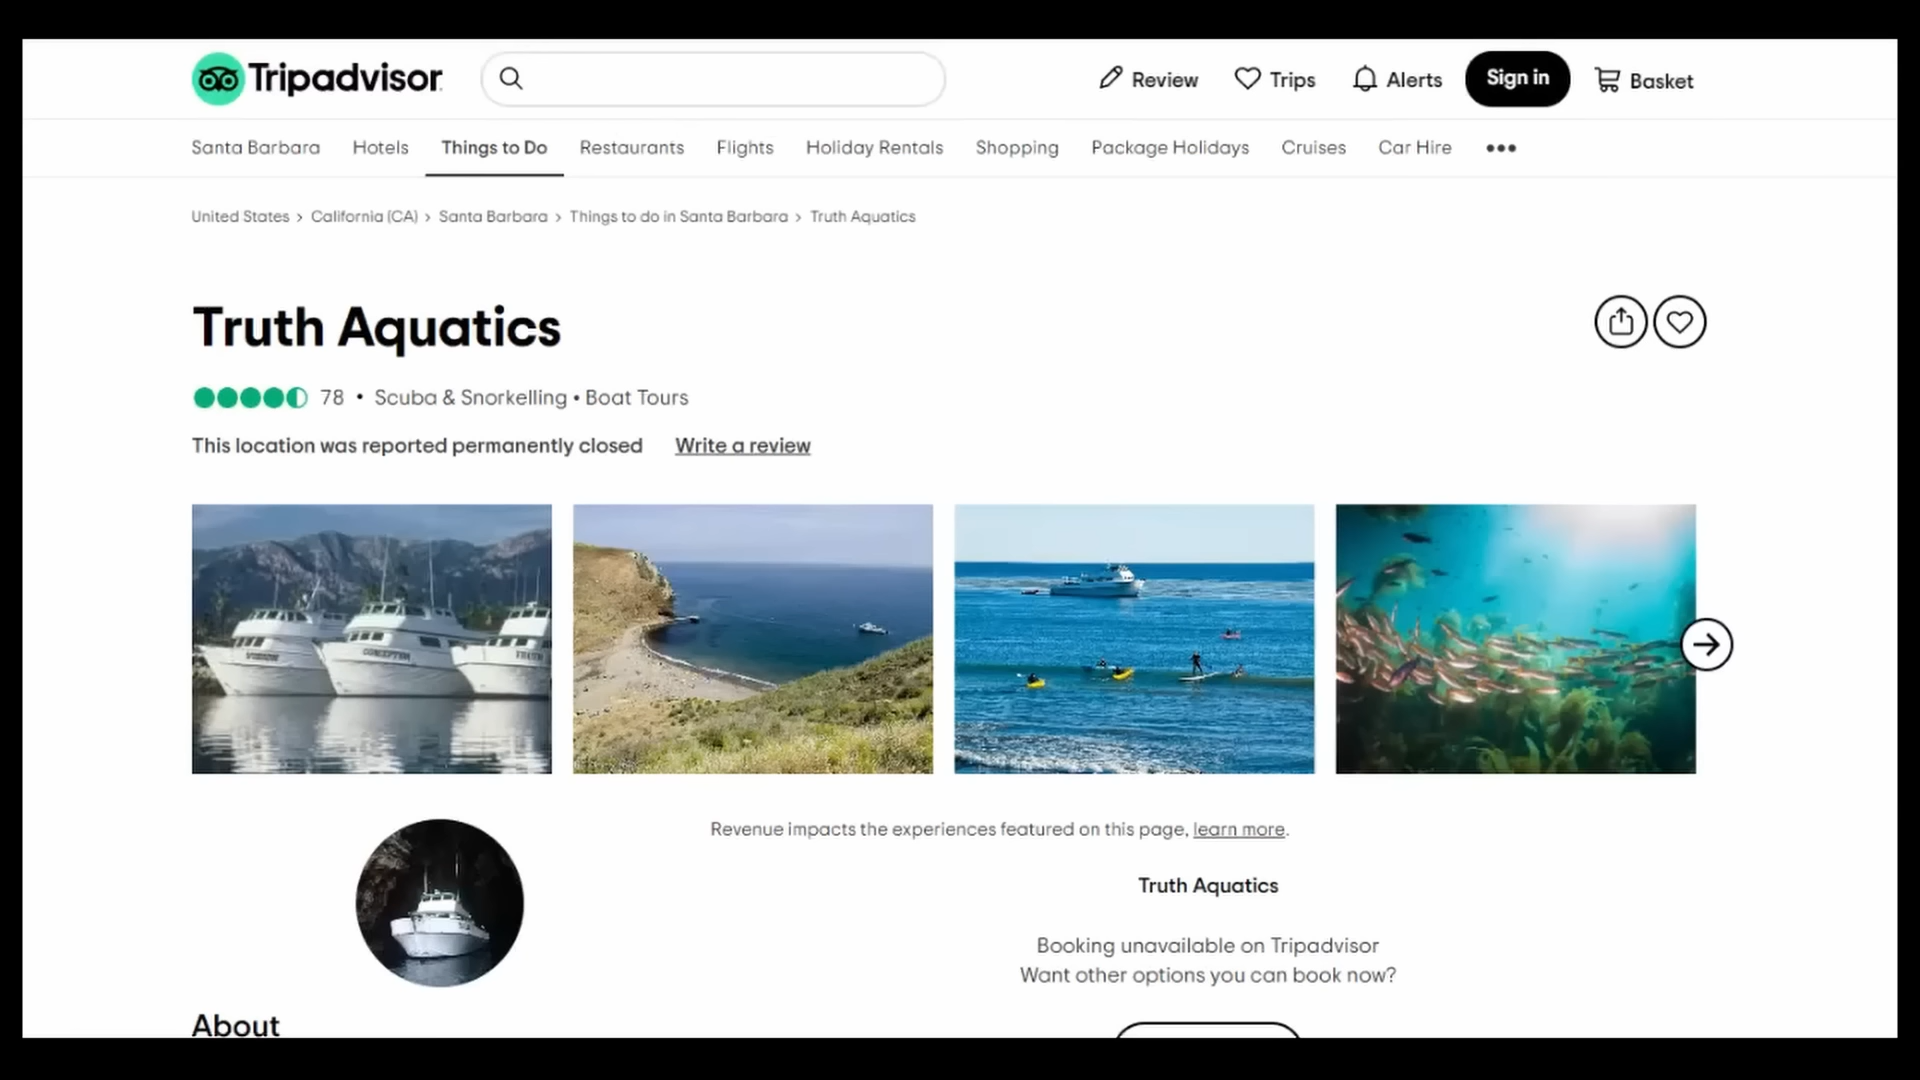 Tripadvisor
Review
Trips
Alerts
Sign in
Basket
Santa Barbara
Hotels
Things to Do
Restaurants
Flights
Holiday Rentals
Shopping
Package Holidays
Cruises
Car Hire
United States › California (CA) › Santa Barbara › Things to do in Santa Barbara › Truth Aquatics
Truth Aquatics
78 • Scuba & Snorkelling • Boat Tours
This location was reported permanently closed
Write a review
CONCEPTION
Revenue impacts the experiences featured on this page, learn more.
Truth Aquatics
Booking unavailable on Tripadvisor
Want other options you can book now?
About